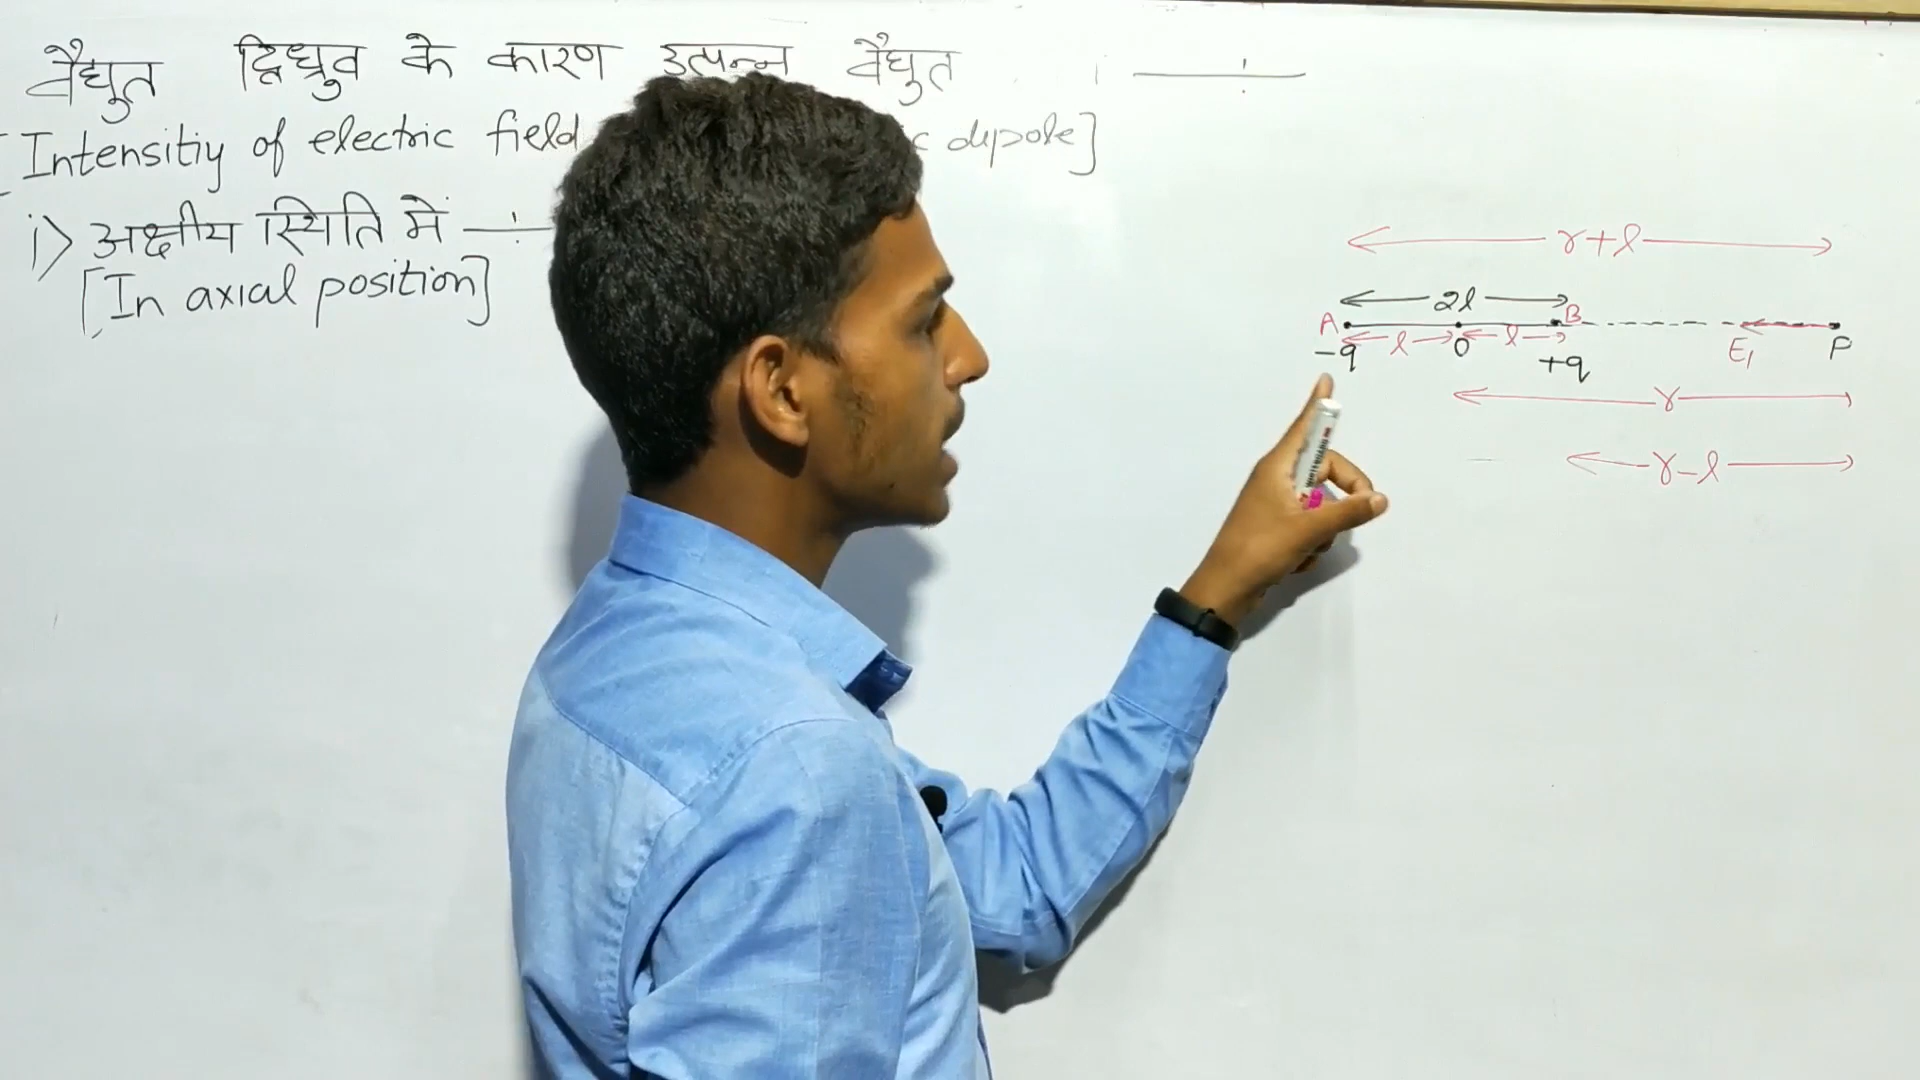 वैद्युत द्विध्रुव के कारण उत्पन्न वैद्युत
[Intensitiy of electric field dipole]
i> अक्षीय स्थिति में
[In axial position]
r+l
2l
A B
-q l O l +q E1 P
r
r-l